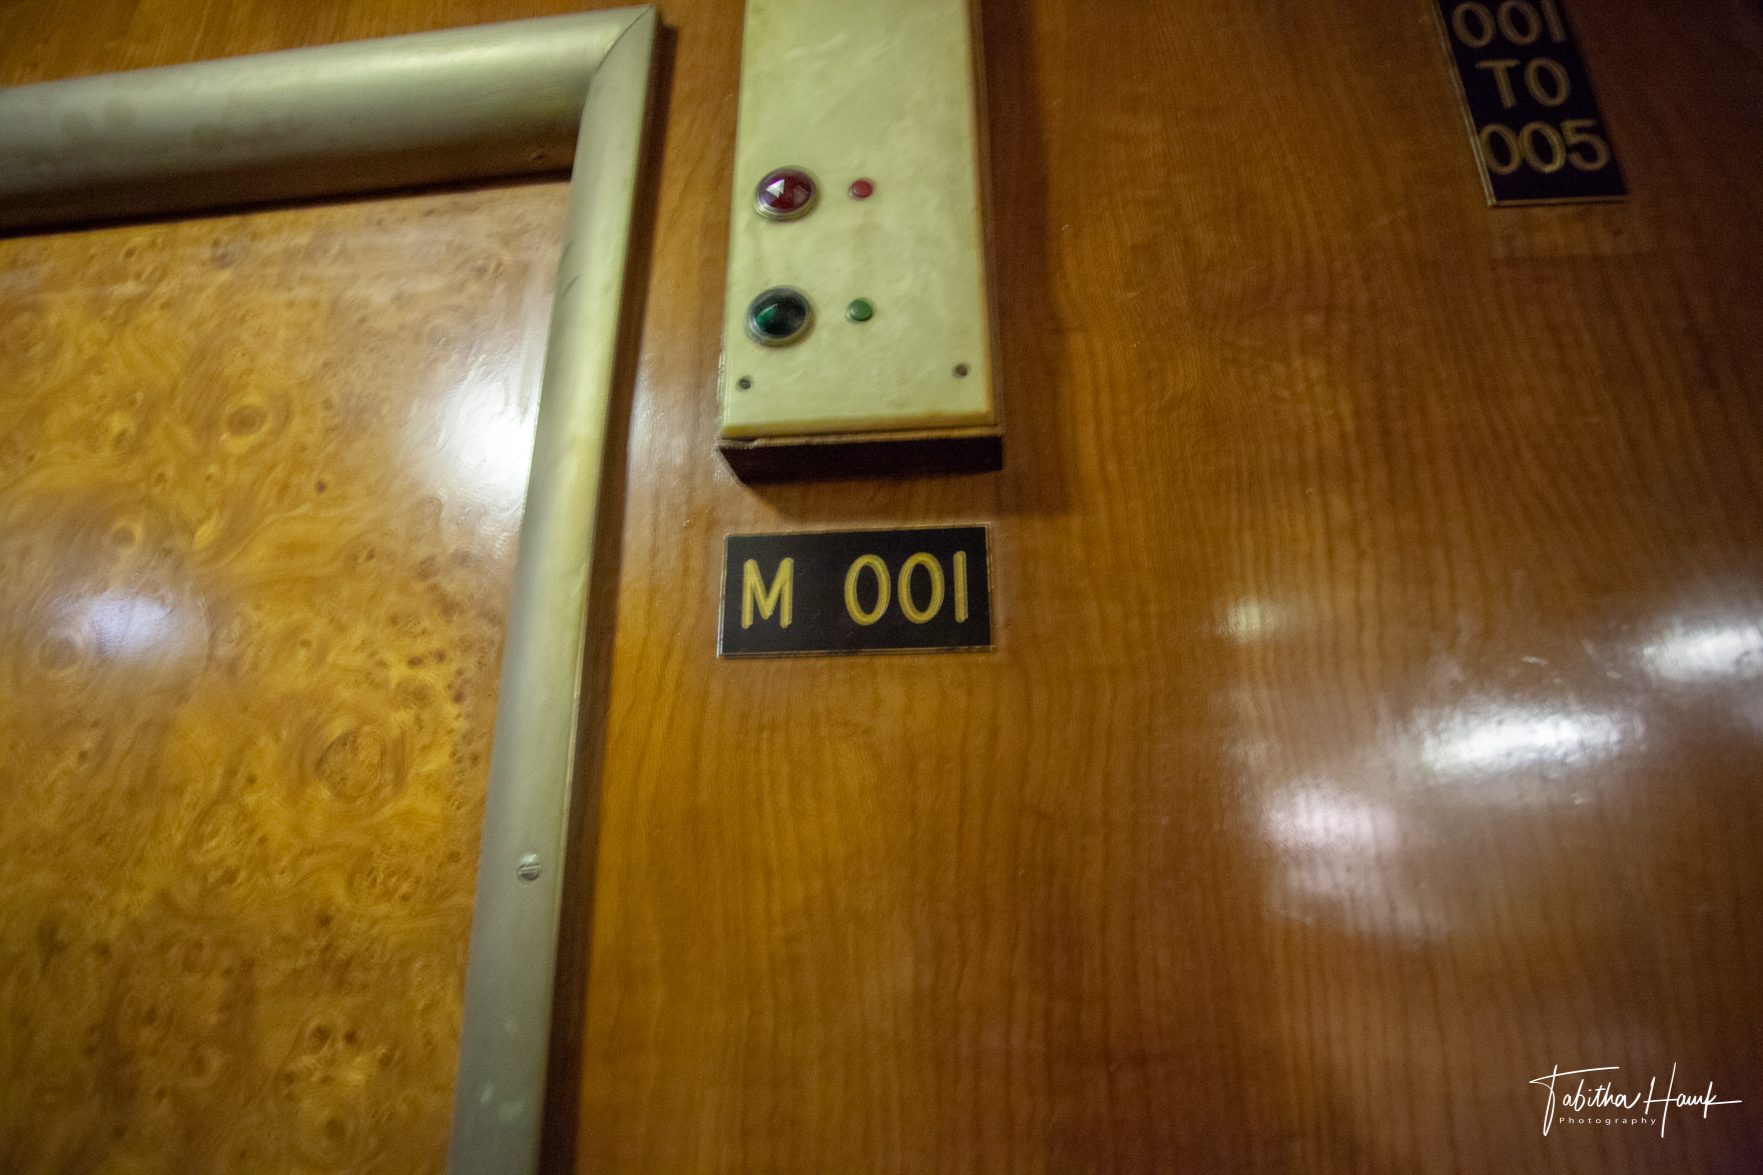 001
TO
005
M 001
Tabitha Hawk
Photography